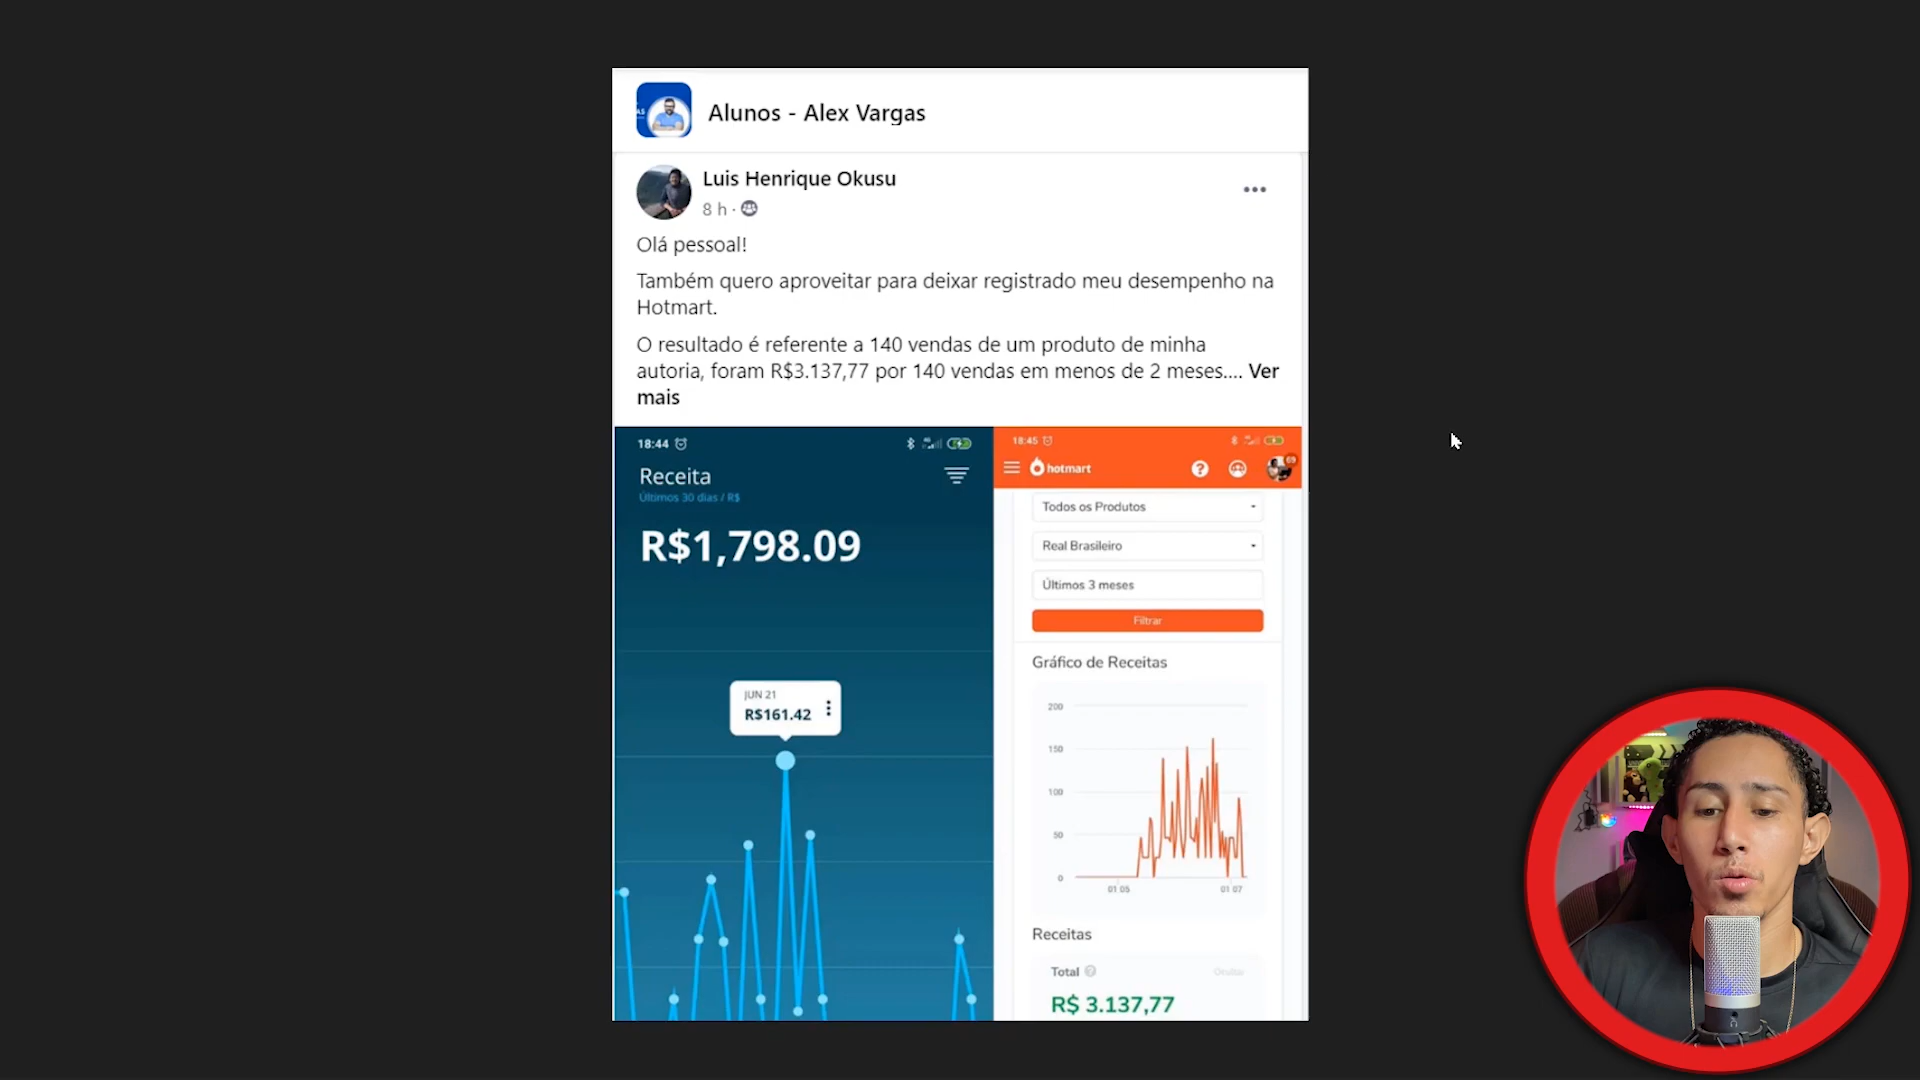 Alunos - Alex Vargas
Luis Henrique Okusu
8 h ·
Olá pessoal!
Também quero aproveitar para deixar registrado meu desempenho na
Hotmart.
O resultado é referente a 140 vendas de um produto de minha
autoria, foram R$3.137,77 por 140 vendas em menos de 2 meses.... Ver
mais
18:44
Receita
Últimos 30 dias / R$
R$1,798.09
JUN 21
R$161.42
18:45
hotmart
69
Todos os Produtos
Real Brasileiro
Últimos 3 meses
Filtrar
Gráfico de Receitas
200
150
100
50
0
01 05
01 07
Receitas
Total
Ocultar
R$ 3.137,77